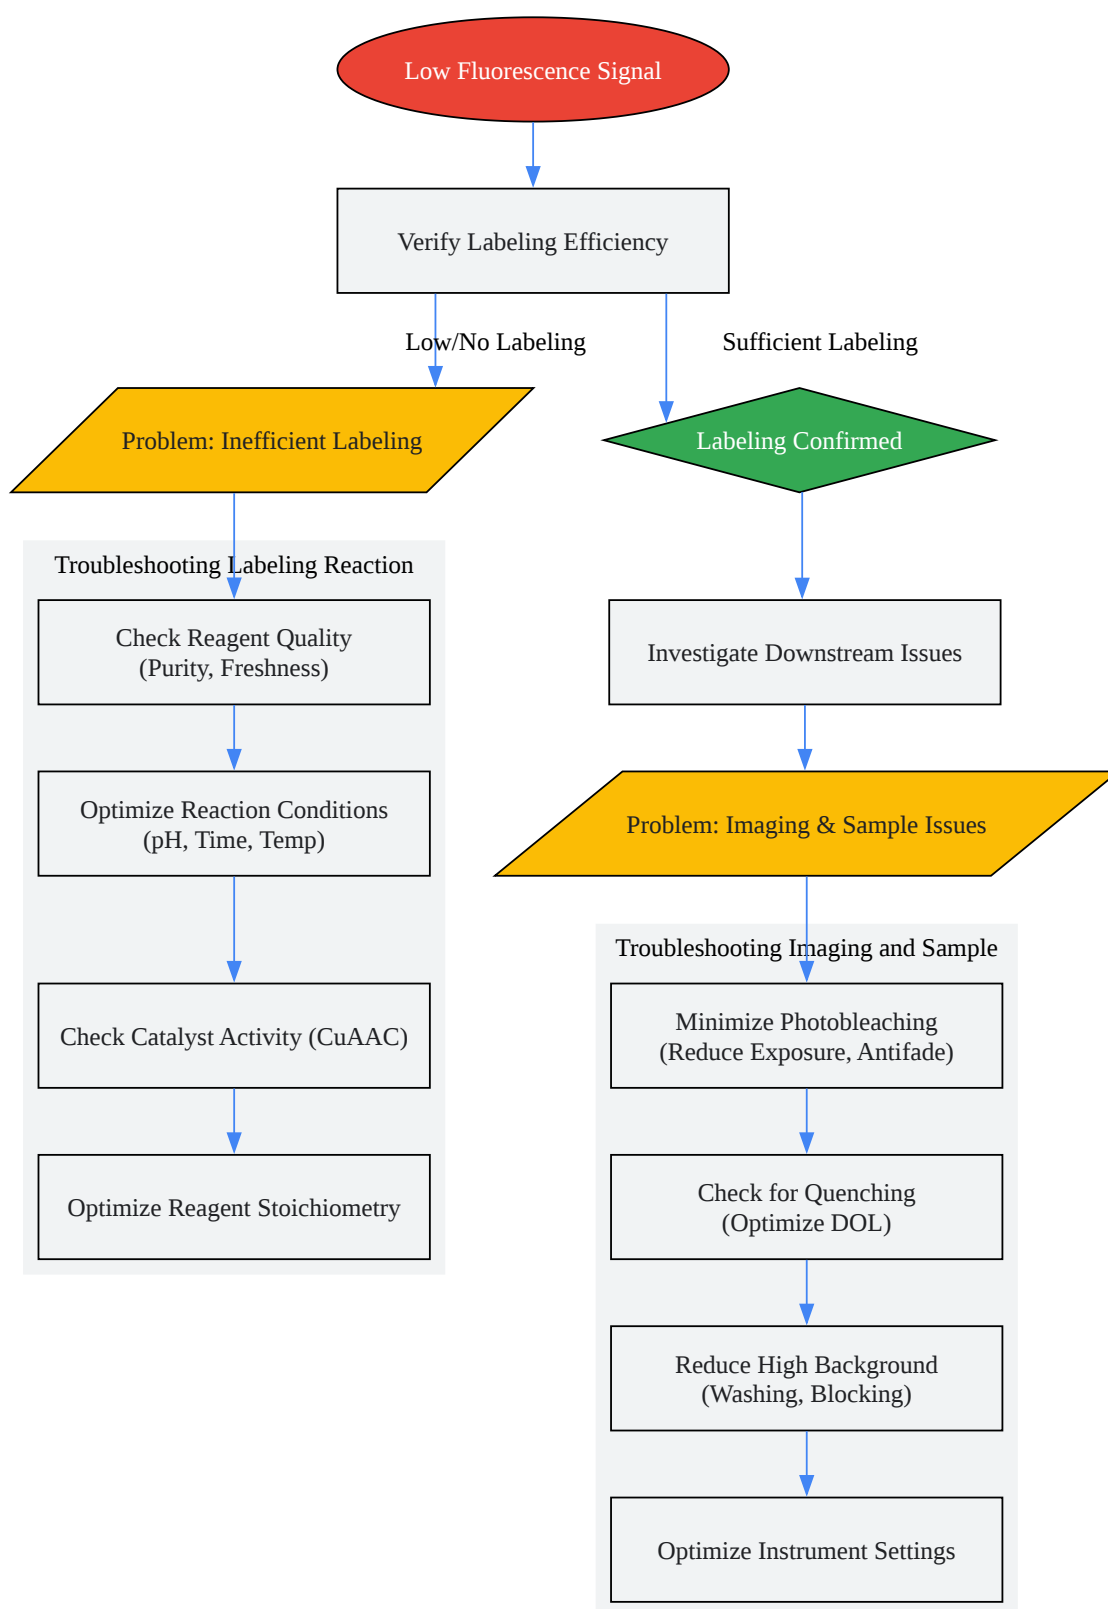 Low Fluorescence Signal
Verify Labeling Efficiency
Low/No Labeling
Sufficient Labeling
Problem: Inefficient Labeling
Labeling Confirmed
Troubleshooting Labeling Reaction
Check Reagent Quality
(Purity, Freshness)
Optimize Reaction Conditions
(pH, Time, Temp)
Check Catalyst Activity (CuAAC)
Optimize Reagent Stoichiometry
Investigate Downstream Issues
Problem: Imaging & Sample Issues
Troubleshooting Imaging and Sample
Minimize Photobleaching
(Reduce Exposure, Antifade)
Check for Quenching
(Optimize DOL)
Reduce High Background
(Washing, Blocking)
Optimize Instrument Settings